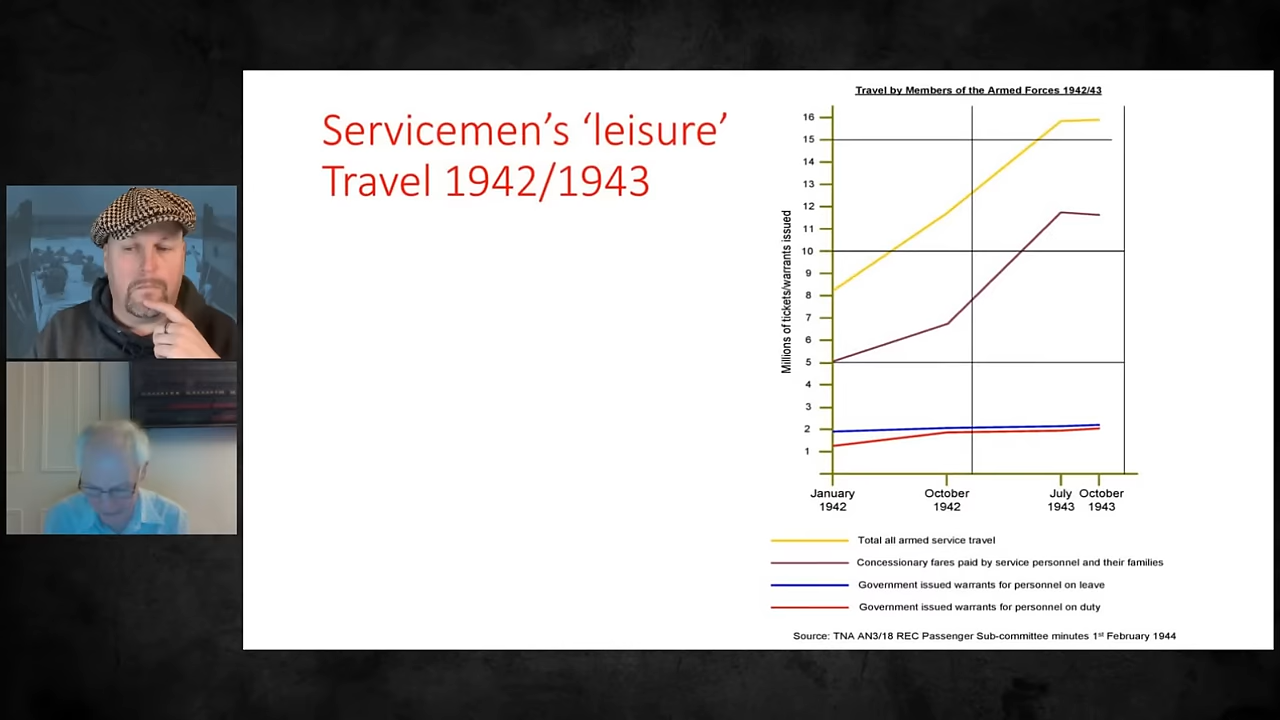 Servicemen’s ‘leisure’
Travel 1942/1943
Travel by Members of the Armed Forces 1942/43
Millions of tickets/warrants issued
16
15
14
13
12
11
10
9
8
7
6
5
4
3
2
1
January October July October
1942 1942 1943 1943
Total all armed service travel
Concessionary fares paid by service personnel and their families
Government issued warrants for personnel on leave
Government issued warrants for personnel on duty
Source: TNA AN3/18 REC Passenger Sub-committee minutes 1st February 1944